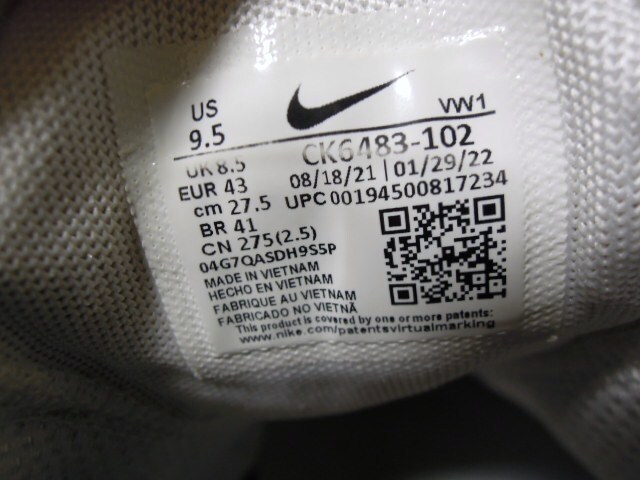 US
9.5
VW1
UK 8.5
CK6483-102
EUR 43
08/18/21 | 01/29/22
cm 27.5
UPC 00194500817234
BR 41
CN 275(2.5)
04G7QASDH9S5P
MADE IN VIETNAM
HECHO EN VIETNAM
FABRIQUE AU VIETNAM
FABRICADO NO VIETNÃ
This product is covered by one or more patents:
www.nike.com/patentsvirtualmarking